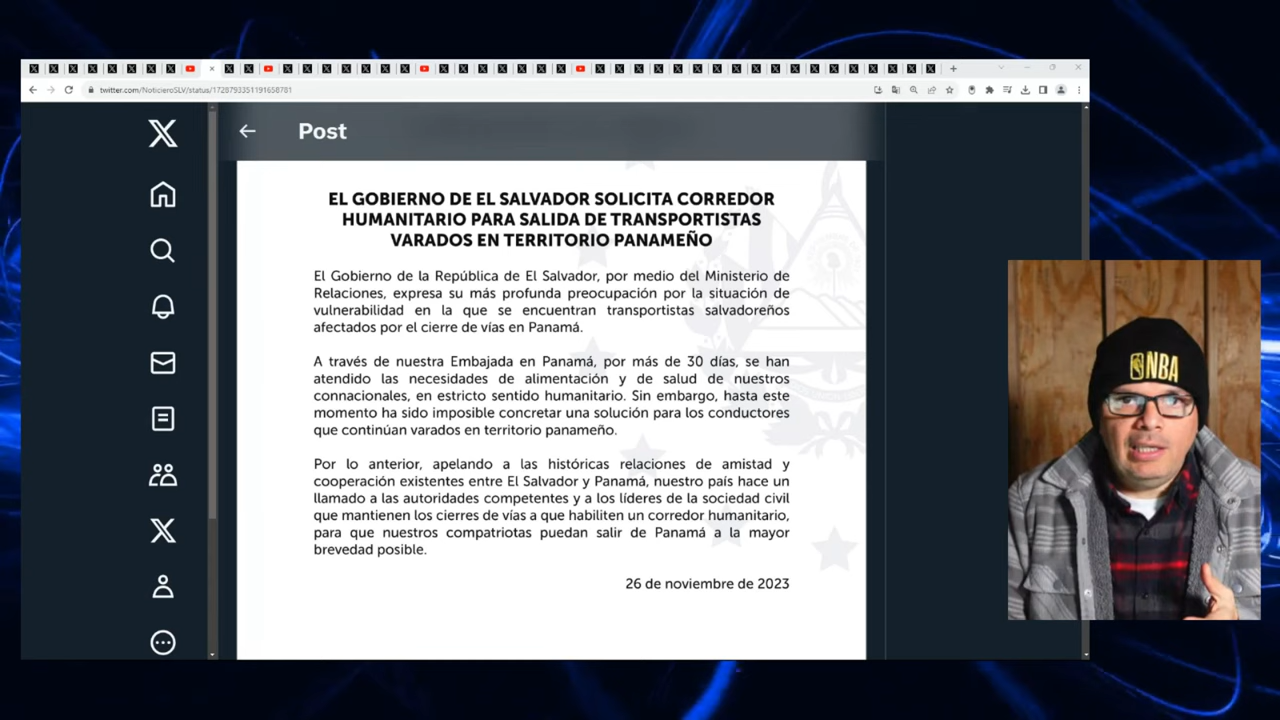 twitter.com/NoticieroSLV/status/1728793351191658781
Post
EL GOBIERNO DE EL SALVADOR SOLICITA CORREDOR
HUMANITARIO PARA SALIDA DE TRANSPORTISTAS
VARADOS EN TERRITORIO PANAMEÑO
El Gobierno de la República de El Salvador, por medio del Ministerio de
Relaciones, expresa su más profunda preocupación por la situación de
vulnerabilidad en la que se encuentran transportistas salvadoreños
afectados por el cierre de vías en Panamá.
A través de nuestra Embajada en Panamá, por más de 30 días, se han
atendido las necesidades de alimentación y de salud de nuestros
connacionales, en estricto sentido humanitario. Sin embargo, hasta este
momento ha sido imposible concretar una solución para los conductores
que continúan varados en territorio panameño.
Por lo anterior, apelando a las históricas relaciones de amistad y
cooperación existentes entre El Salvador y Panamá, nuestro país hace un
llamado a las autoridades competentes y a los líderes de la sociedad civil
que mantienen los cierres de vías a que habiliten un corredor humanitario,
para que nuestros compatriotas puedan salir de Panamá a la mayor
brevedad posible.
26 de noviembre de 2023
NBA